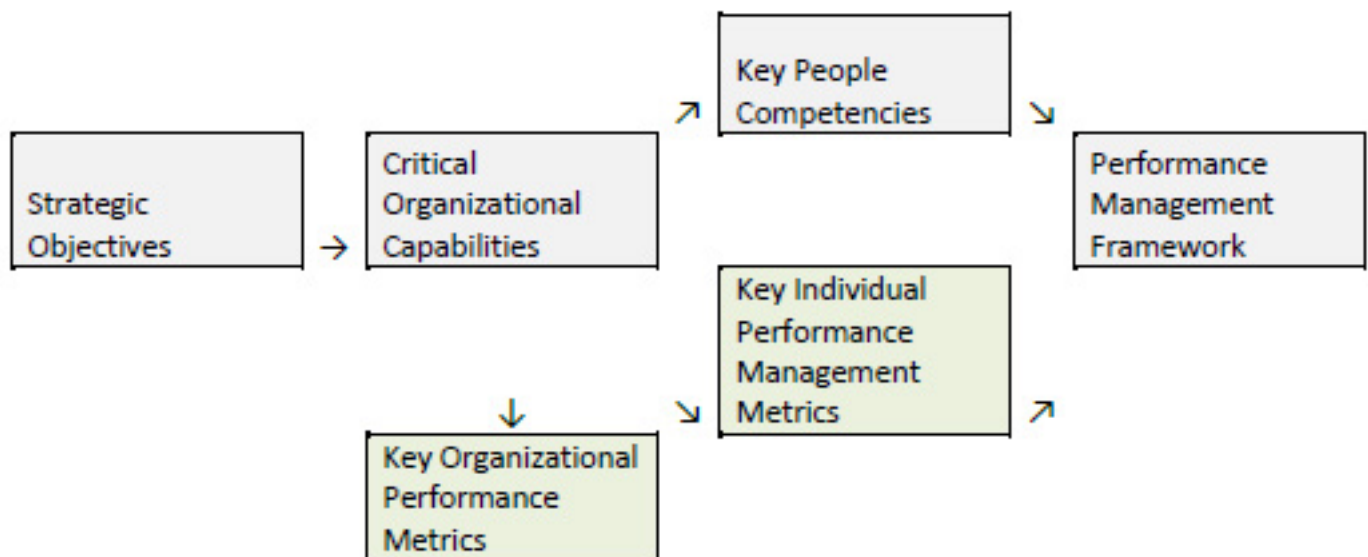 Strategic
Objectives
→
Critical
Organizational
Capabilities
↗
Key People
Competencies
↘
Performance
Management
Framework
↓
Key Organizational
Performance
Metrics
↘
Key Individual
Performance
Management
Metrics
↗